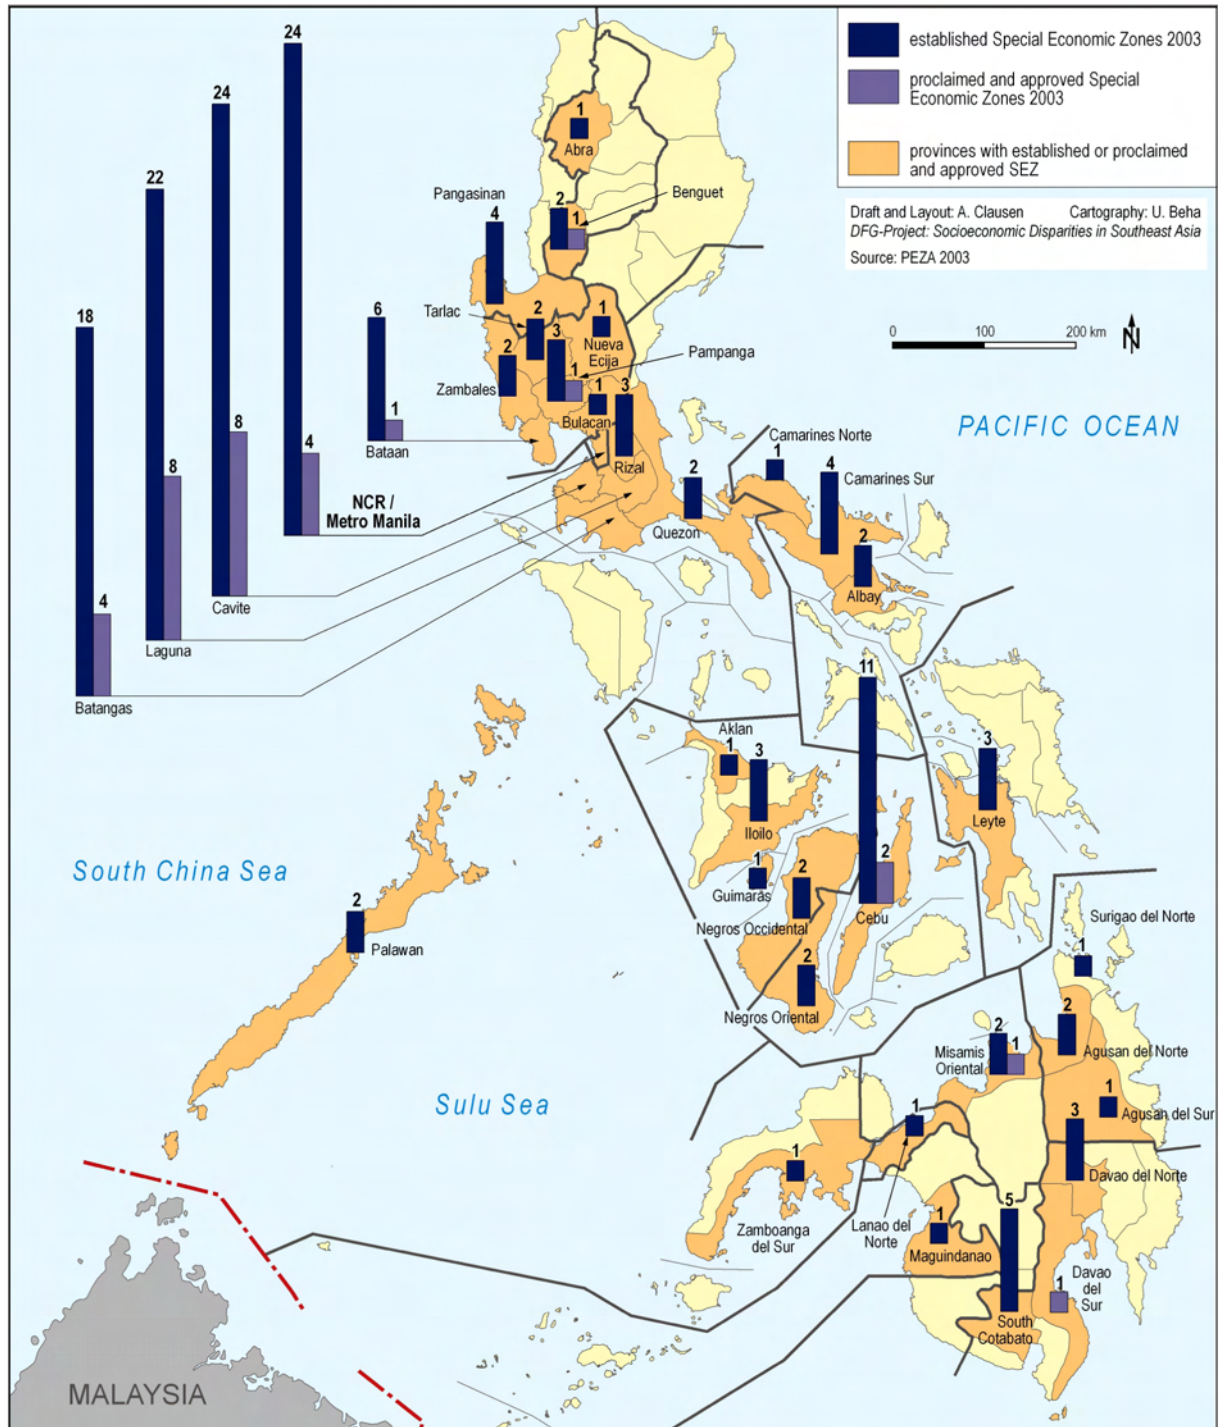 established Special Economic Zones 2003
proclaimed and approved Special
Economic Zones 2003
provinces with established or proclaimed
and approved SEZ
Draft and Layout: A. Clausen
Cartography: U. Beha
DFG-Project: Socioeconomic Disparities in Southeast Asia
Source: PEZA 2003
0
100
200 km
N
24
4
NCR /
Metro Manila
24
8
Cavite
22
8
Laguna
18
4
Batangas
6
1
Bataan
1
Abra
Pangasinan
4
2
1
Benguet
Tarlac
2
3
1
Pampanga
1
Nueva
Ecija
2
Zambales
1
Bulacan
3
Rizal
2
Quezon
PACIFIC OCEAN
Camarines Norte
1
4
Camarines Sur
2
Albay
11
2
Cebu
Aklan
1
3
Iloilo
1
Guimaras
2
Negros Occidental
2
Negros Oriental
3
Leyte
South China Sea
2
Palawan
Sulu Sea
Surigao del Norte
1
2
Agusan del Norte
1
Agusan del Sur
2
1
Misamis
Oriental
3
Davao del Norte
1
Lanao del
Norte
1
Zamboanga
del Sur
1
Maguindanao
5
South
Cotabato
1
Davao
del
Sur
MALAYSIA